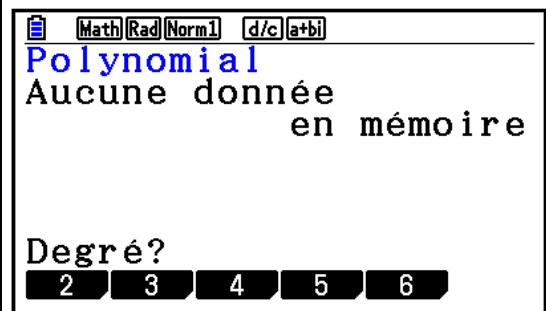 Math Rad Norm1 d/c a+bi
Polynomial
Aucune donnée
en mémoire
Degré?
2 3 4 5 6